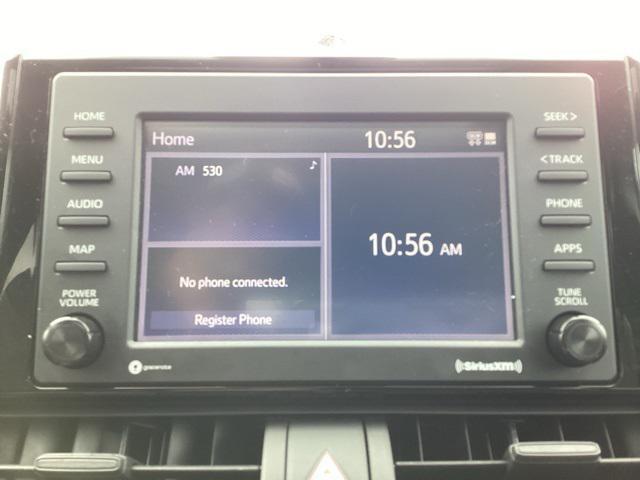 HOME
MENU
AUDIO
MAP
POWER
VOLUME
Home 10:56
AM 530
No phone connected.
Register Phone
10:56 AM
SEEK >
< TRACK
PHONE
APPS
TUNE
SCROLL
gracenote
SiriusXM